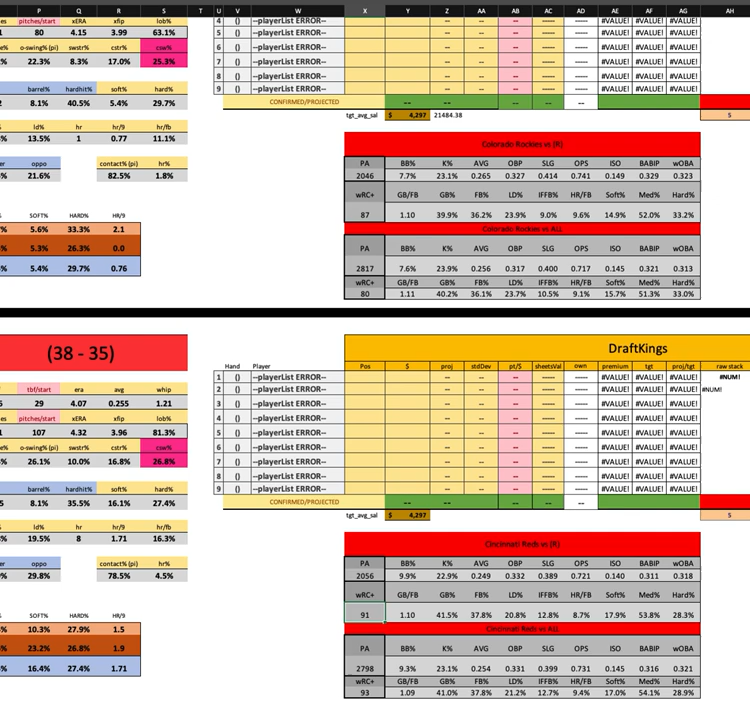 P Q R S T U V W X Y Z AA AB AC AD AE AF AG AH
es pitches/start xERA xfip lob% 4 () --playerList ERROR-- -- -- -- ----- ----- #VALUE! #VALUE! #VALUE!
80 4.15 3.99 63.1% 5 () --playerList ERROR-- -- -- -- ----- ----- #VALUE! #VALUE! #VALUE!
e% o-swing% (pi) swstr% cstr% csw% 6 () --playerList ERROR-- -- -- -- ----- ----- #VALUE! #VALUE! #VALUE!
% 22.3% 8.3% 17.0% 25.3% 7 () --playerList ERROR-- -- -- -- ----- ----- #VALUE! #VALUE! #VALUE!
8 () --playerList ERROR-- -- -- -- ----- ----- #VALUE! #VALUE! #VALUE!
barrel% hardhit% soft% hard% 9 () --playerList ERROR-- -- -- -- ----- ----- #VALUE! #VALUE! #VALUE!
8.1% 40.5% 5.4% 29.7% CONFIRMED/PROJECTED -- -- -- -- --
tgt_avg_sal $ 4,297 21484.38 5
ld% hr hr/9 hr/fb
% 13.5% 1 0.77 11.1% Colorado Rockies vs (R)
er oppo contact% (pi) hr% PA BB% K% AVG OBP SLG OPS ISO BABIP wOBA
% 21.6% 82.5% 1.8% 2046 7.7% 23.1% 0.265 0.327 0.414 0.741 0.149 0.329 0.323
wRC+ GB/FB GB% FB% LD% IFFB% HR/FB Soft% Med% Hard%
% SOFT% HARD% HR/9 87 1.10 39.9% 36.2% 23.9% 9.0% 9.6% 14.9% 52.0% 33.2%
% 5.6% 33.3% 2.1 Colorado Rockies vs ALL
% 5.3% 26.3% 0.0 PA BB% K% AVG OBP SLG OPS ISO BABIP wOBA
% 5.4% 29.7% 0.76 2817 7.6% 23.9% 0.256 0.317 0.400 0.717 0.145 0.321 0.313
wRC+ GB/FB GB% FB% LD% IFFB% HR/FB Soft% Med% Hard%
80 1.11 40.2% 36.1% 23.7% 10.5% 9.1% 15.7% 51.3% 33.0%
(38 - 35) DraftKings
Hand Player Pos $ proj stdDev pt/$ sheetsVal own premium tgt proj/tgt raw stack
tbf/start era avg whip 1 () --playerList ERROR-- -- -- -- ----- ----- #VALUE! #VALUE! #VALUE! #NUM!
29 4.07 0.255 1.21 2 () --playerList ERROR-- -- -- -- ----- ----- #VALUE! #VALUE! #VALUE! #NUM!
es pitches/start xERA xfip lob% 3 () --playerList ERROR-- -- -- -- ----- ----- #VALUE! #VALUE! #VALUE!
107 4.32 3.96 81.3% 4 () --playerList ERROR-- -- -- -- ----- ----- #VALUE! #VALUE! #VALUE!
5 () --playerList ERROR-- -- -- -- ----- ----- #VALUE! #VALUE! #VALUE!
e% o-swing% (pi) swstr% cstr% csw% 6 () --playerList ERROR-- -- -- -- ----- ----- #VALUE! #VALUE! #VALUE!
% 26.1% 10.0% 16.8% 26.8% 7 () --playerList ERROR-- -- -- -- ----- ----- #VALUE! #VALUE! #VALUE!
8 () --playerList ERROR-- -- -- -- ----- ----- #VALUE! #VALUE! #VALUE!
barrel% hardhit% soft% hard% 9 () --playerList ERROR-- -- -- -- ----- ----- #VALUE! #VALUE! #VALUE!
8.1% 35.5% 16.1% 27.4% CONFIRMED/PROJECTED -- -- -- -- --
tgt_avg_sal $ 4,297 5
ld% hr hr/9 hr/fb
% 19.5% 8 1.71 16.3% Cincinnati Reds vs (R)
er oppo contact% (pi) hr% PA BB% K% AVG OBP SLG OPS ISO BABIP wOBA
% 29.8% 78.5% 4.5% 2056 9.9% 22.9% 0.249 0.332 0.389 0.721 0.140 0.311 0.318
wRC+ GB/FB GB% FB% LD% IFFB% HR/FB Soft% Med% Hard%
% SOFT% HARD% HR/9 91 1.10 41.5% 37.8% 20.8% 12.8% 8.7% 17.9% 53.8% 28.3%
% 10.3% 27.9% 1.5 Cincinnati Reds vs ALL
% 23.2% 26.8% 1.9 PA BB% K% AVG OBP SLG OPS ISO BABIP wOBA
% 16.4% 27.4% 1.71 2798 9.3% 23.1% 0.254 0.331 0.399 0.731 0.145 0.316 0.321
wRC+ GB/FB GB% FB% LD% IFFB% HR/FB Soft% Med% Hard%
93 1.09 41.0% 37.8% 21.2% 12.7% 9.4% 17.0% 54.1% 28.9%